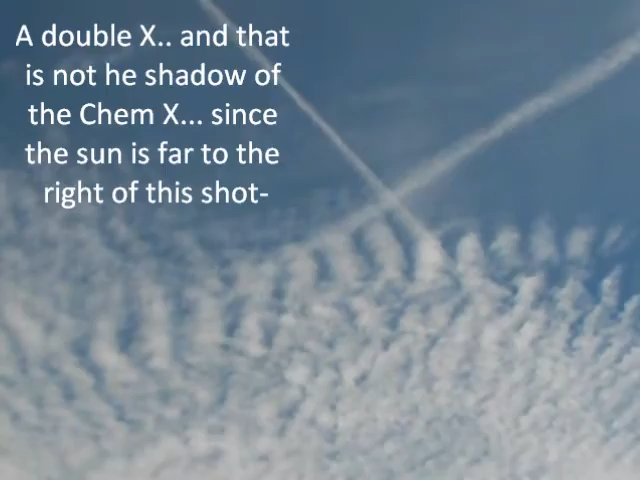 A double X.. and that
is not he shadow of
the Chem X... since
the sun is far to the
right of this shot-